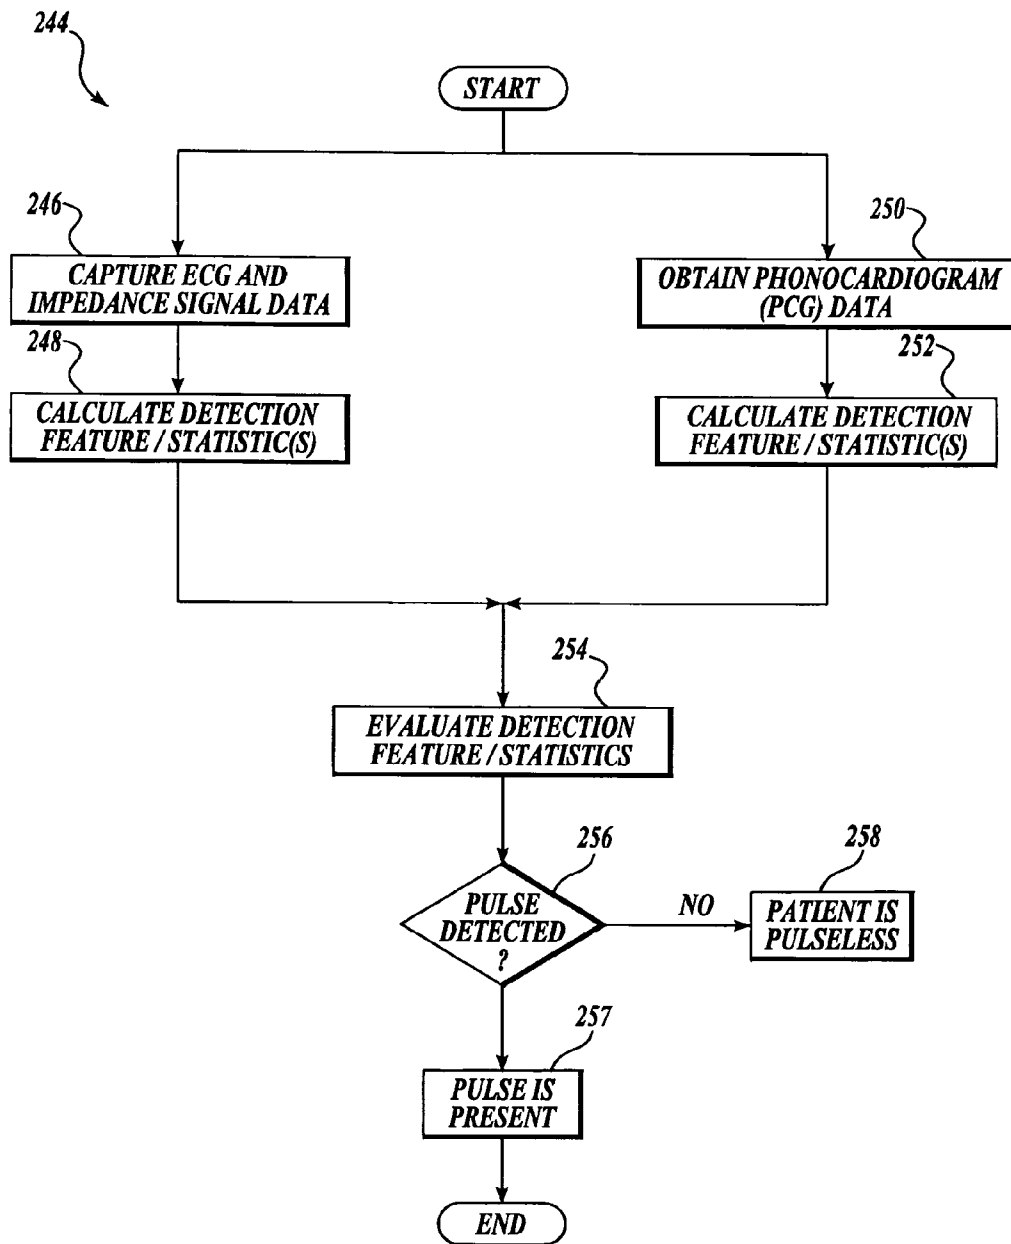 244
START
246
CAPTURE ECG AND
IMPEDANCE SIGNAL DATA
248
CALCULATE DETECTION
FEATURE / STATISTIC(S)
250
OBTAIN PHONOCARDIOGRAM
(PCG) DATA
252
CALCULATE DETECTION
FEATURE / STATISTIC(S)
254
EVALUATE DETECTION
FEATURE / STATISTICS
256
PULSE
DETECTED
?
NO
258
PATIENT IS
PULSELESS
257
PULSE IS
PRESENT
END